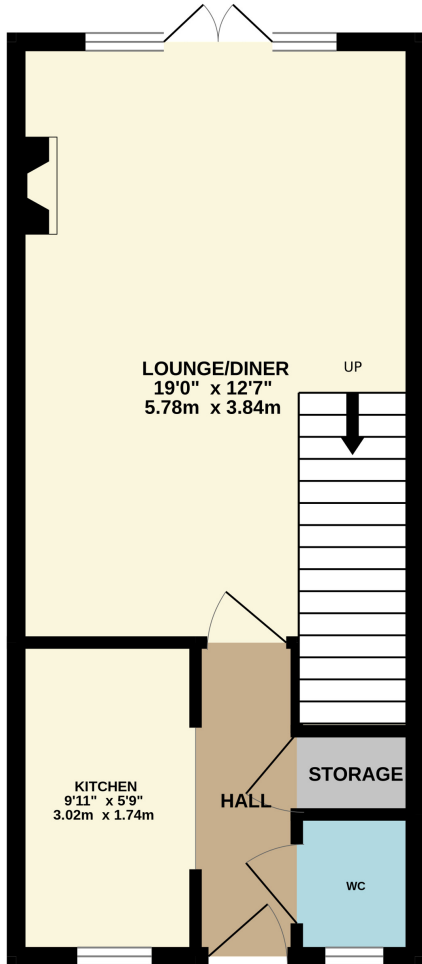 LOUNGE/DINER
19'0" x 12'7"
5.78m x 3.84m
UP
KITCHEN
9'11" x 5'9"
3.02m x 1.74m
HALL
STORAGE
WC